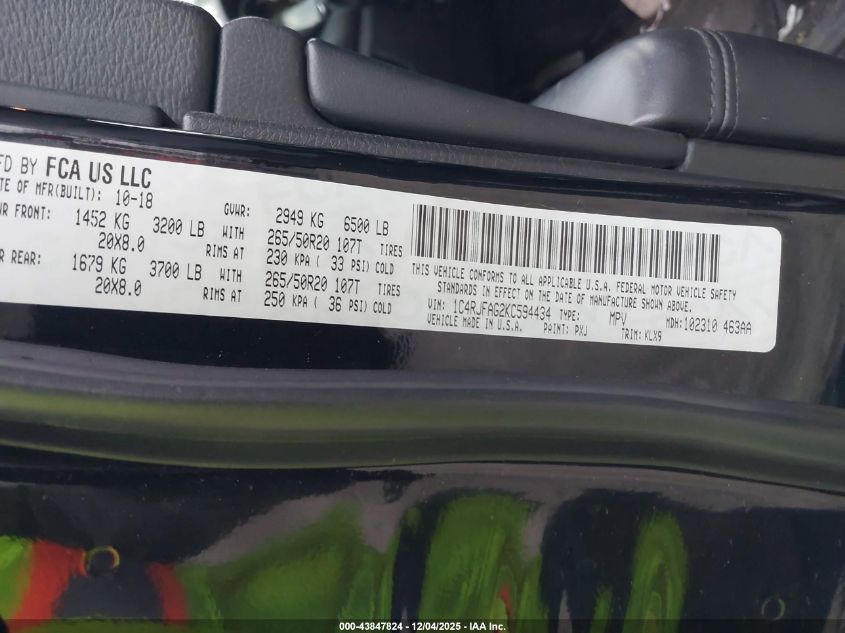 MFD BY FCA US LLC
DATE OF MFR(BUILT): 10-18 GVWR: 2949 KG 6500 LB
FRONT: 1452 KG 3200 LB WITH 265/50R20 107T TIRES
20X8.0 RIMS AT 230 KPA ( 33 PSI) COLD
REAR: 1679 KG 3700 LB WITH 265/50R20 107T TIRES
20X8.0 RIMS AT 250 KPA ( 36 PSI) COLD
THIS VEHICLE CONFORMS TO ALL APPLICABLE U.S.A. FEDERAL MOTOR VEHICLE SAFETY
STANDARDS IN EFFECT ON THE DATE OF MANUFACTURE SHOWN ABOVE.
VIN: 1C4RJFAG2KC594434 TYPE: MPV MDH:102310 463AA
VEHICLE MADE IN U.S.A. PAINT: PXJ TRIM: KLX9
000-43847824 - 12/04/2025 - IAA Inc.